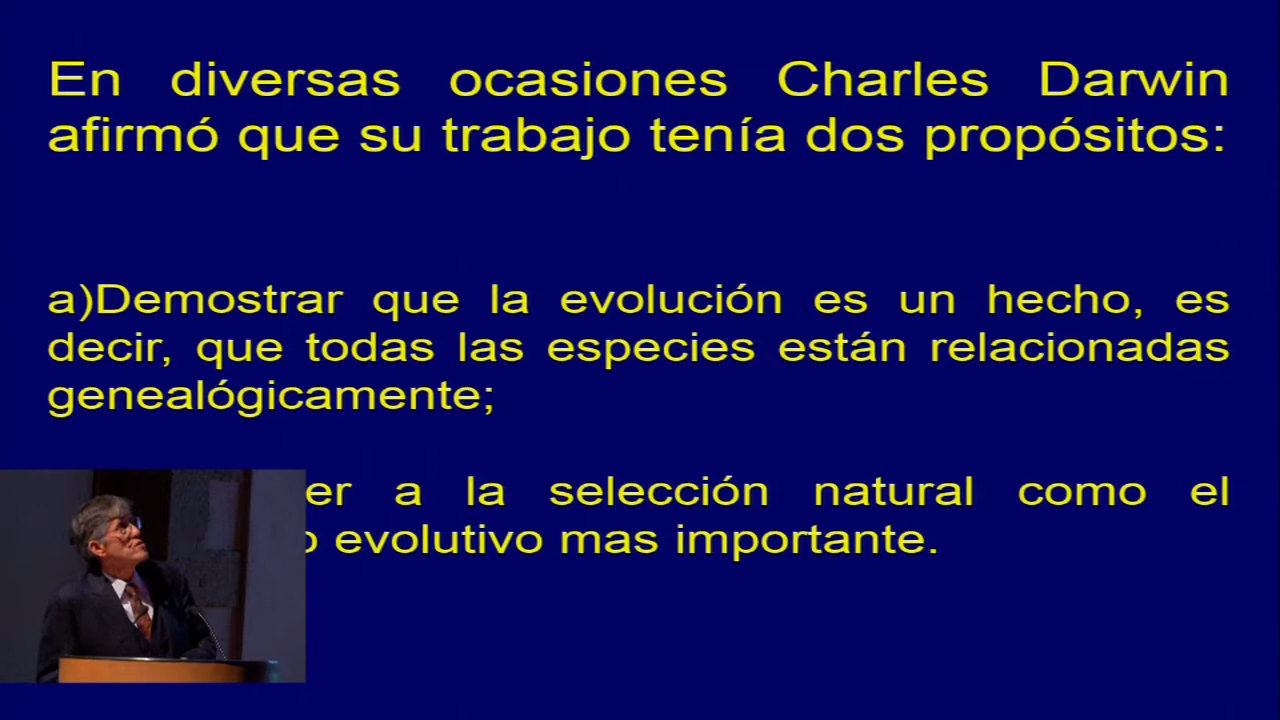 En diversas ocasiones Charles Darwin
afirmó que su trabajo tenía dos propósitos:
a)Demostrar que la evolución es un hecho, es
decir, que todas las especies están relacionadas
genealógicamente;
a la selección natural como el
evolutivo mas importante.